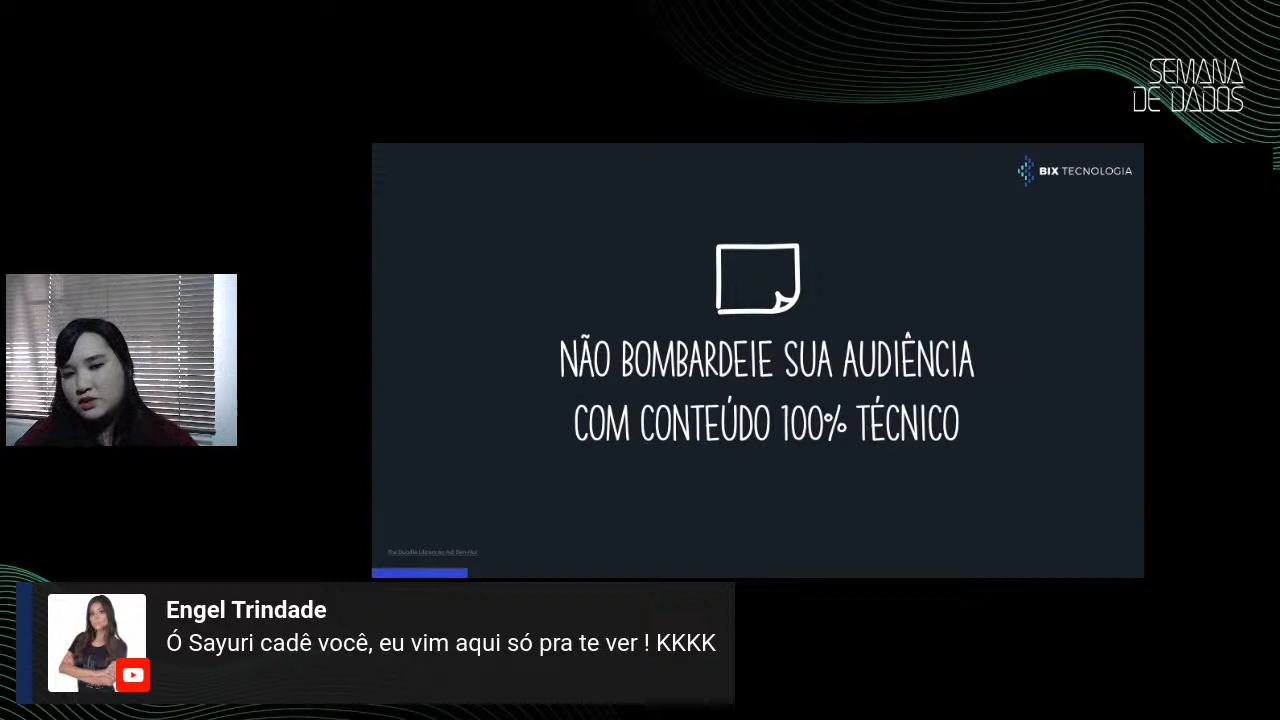 SEMANA
DE DADOS
BIX TECNOLOGIA
NÃO BOMBARDEIE SUA AUDIÊNCIA
COM CONTEÚDO 100% TÉCNICO
Engel Trindade
Ó Sayuri cadê você, eu vim aqui só pra te ver ! KKKK